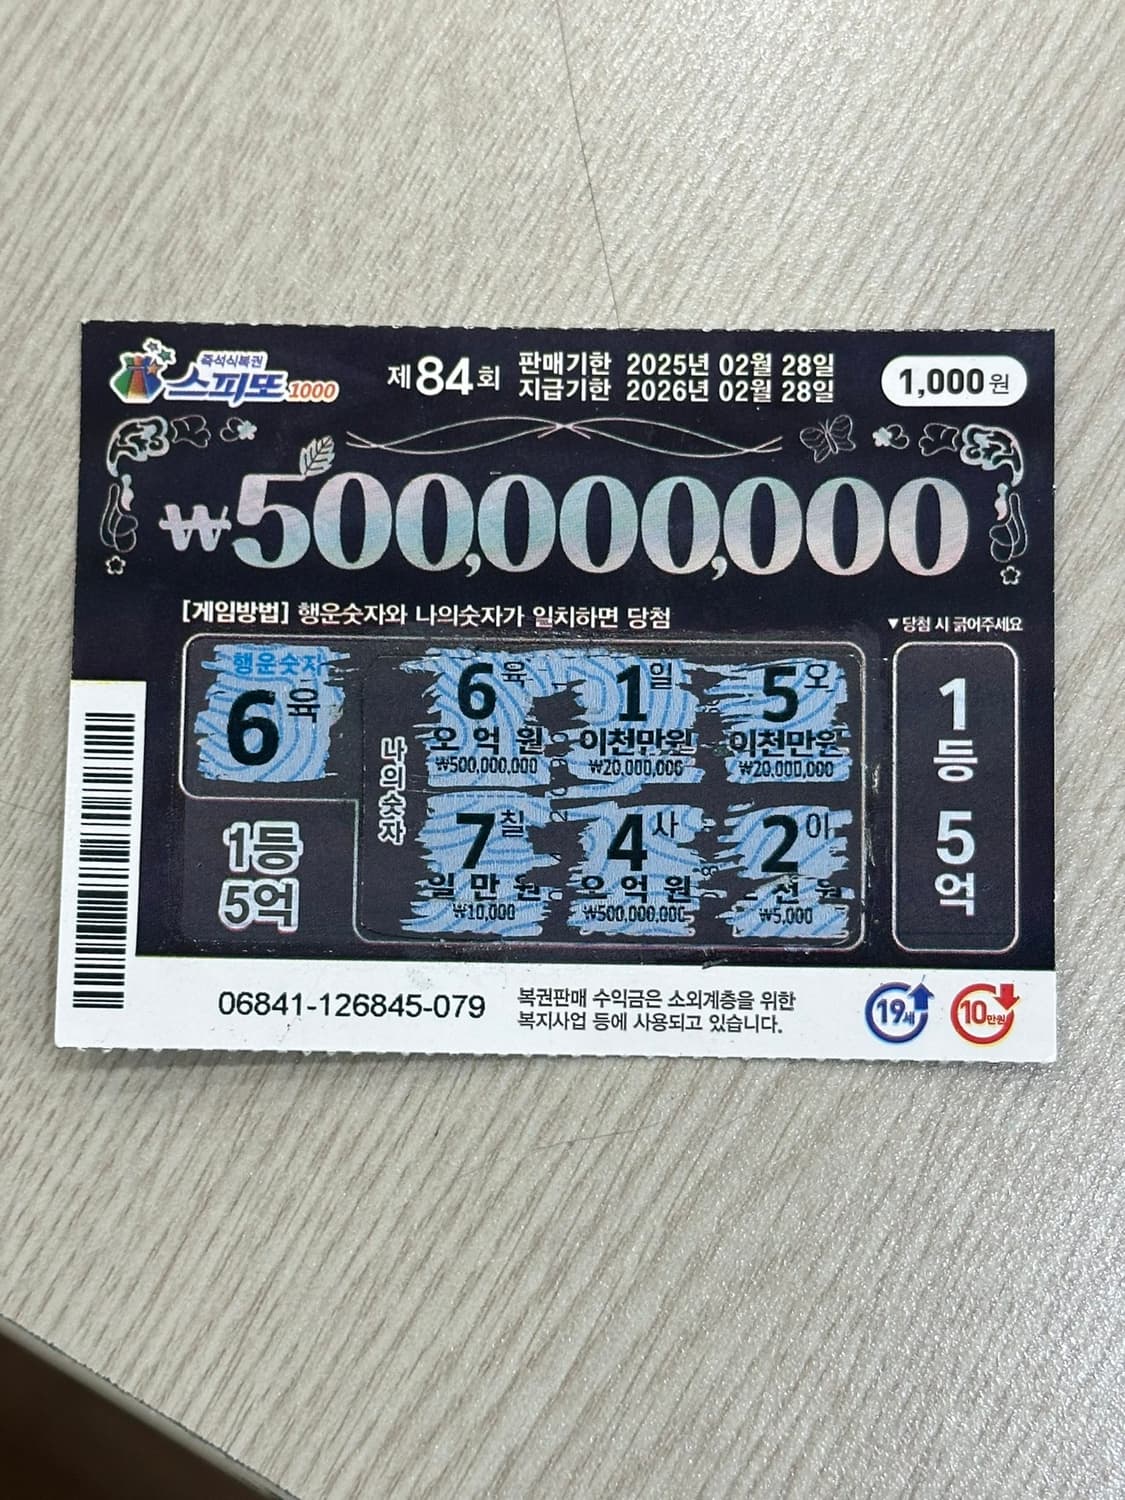 즉석식복권
스피또1000
제84회
판매기한 2025년 02월 28일
지급기한 2026년 02월 28일
1,000원
₩500,000,000
[게임방법] 행운숫자와 나의숫자가 일치하면 당첨
▼당첨 시 긁어주세요
행운숫자
6 육
나의숫자
6 육 1 일 5 오
오억원 이천만원 이천만원
₩500,000,000 ₩20,000,000 ₩20,000,000
7 칠 4 사 2 이
일만원 오억원 천원
₩10,000 ₩500,000,000 ₩5,000
1등
5억
1등 5억
06841-126845-079
복권판매 수익금은 소외계층을 위한
복지사업 등에 사용되고 있습니다.
19세
10만원